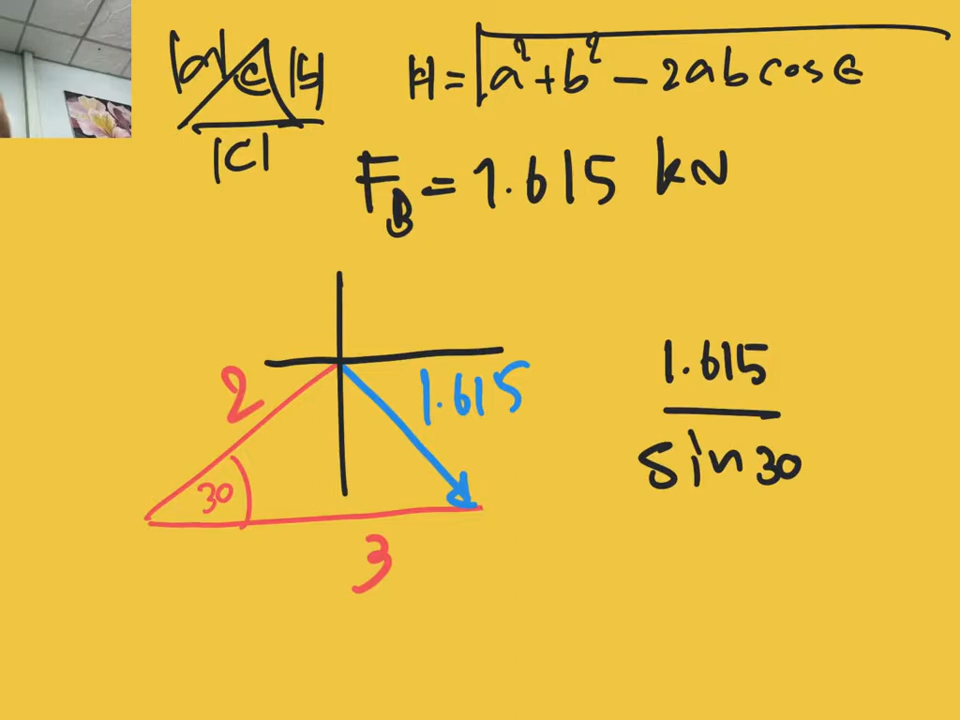 |a| θ |b|
|c|
|c| = √a² + b² − 2ab cos θ
F_B = 1.615 kN
2
1.615
30
3
1.615
sin 30